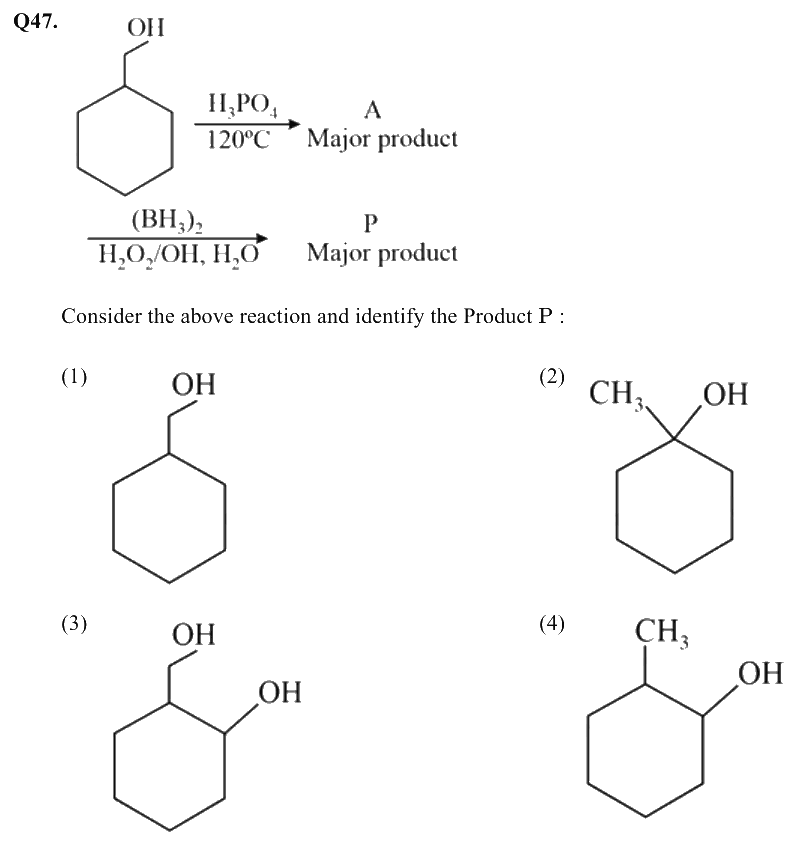 Q47.
OH
H₃PO₄
120ºC
A
Major product
(BH₃)₂
H₂O₂/OH, H₂O
P
Major product
Consider the above reaction and identify the Product P :
(1)
OH
(2)
CH₃
OH
(3)
OH
OH
(4)
CH₃
OH